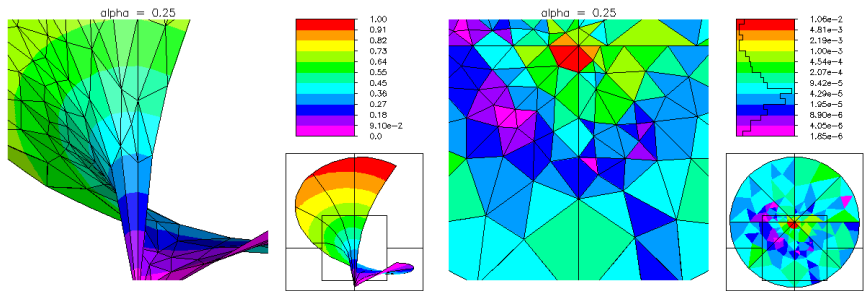 alpha = 0.25
1.00
0.91
0.82
0.73
0.64
0.55
0.45
0.36
0.27
0.18
9.10e-2
0.0
alpha = 0.25
1.06e-2
4.81e-3
2.19e-3
1.00e-3
4.54e-4
2.07e-4
9.42e-5
4.29e-5
1.95e-5
8.90e-6
4.05e-6
1.85e-6